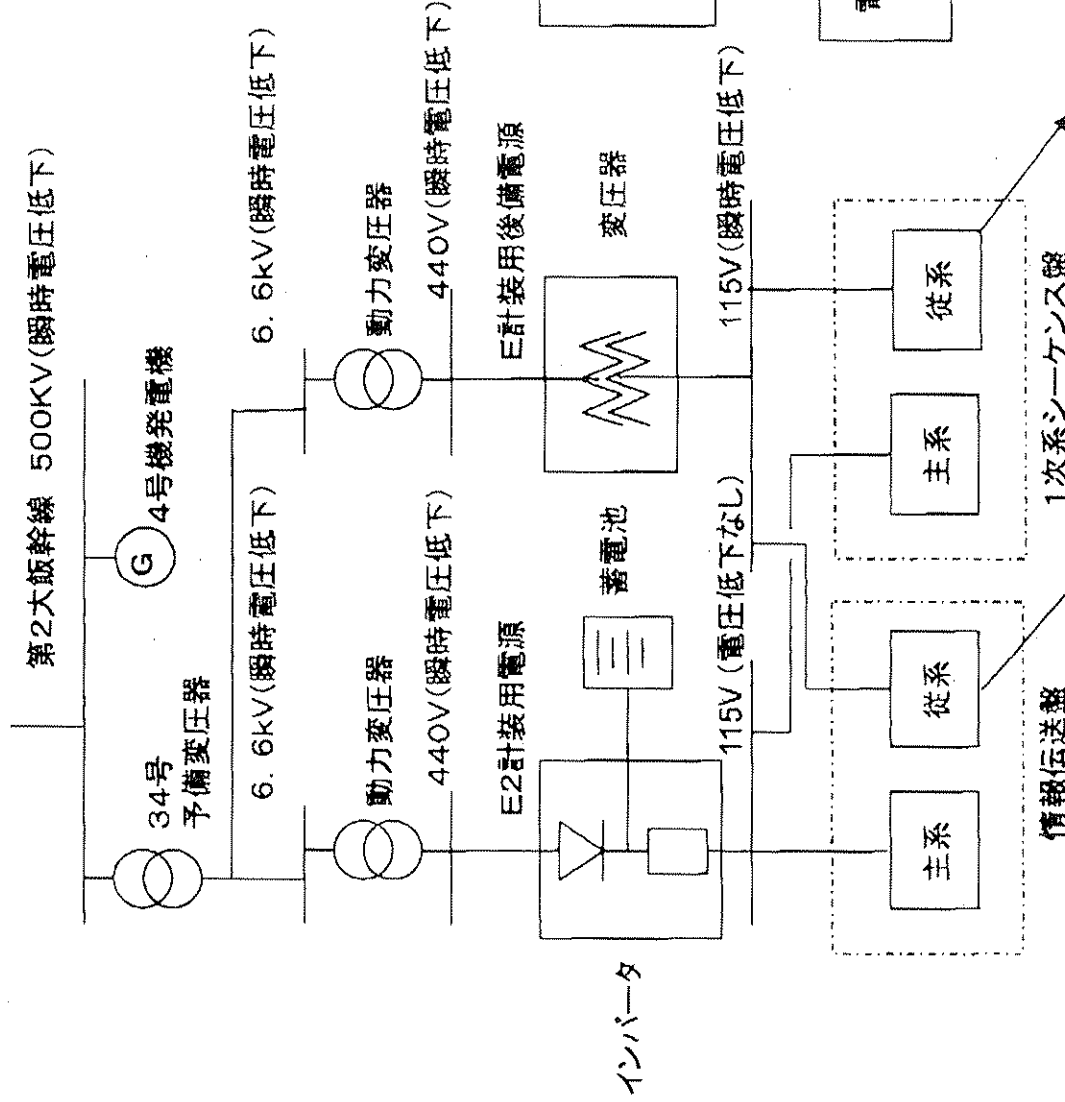 第2大飯幹線 500KV(瞬時電圧低下)
34号
予備変圧器
G
4号機発電機
6.6kV(瞬時電圧低下)
6.6kV(瞬時電圧低下)
動力変圧器
動力変圧器
440V(瞬時電圧低下)
440V(瞬時電圧低下)
E2計装用電源
E計装用後備電源
インバータ
蓄電池
変圧器
115V(電圧低下なし)
115V(瞬時電圧低下)
主系
従系
主系
従系
情報伝送盤
1次系シーケンス盤